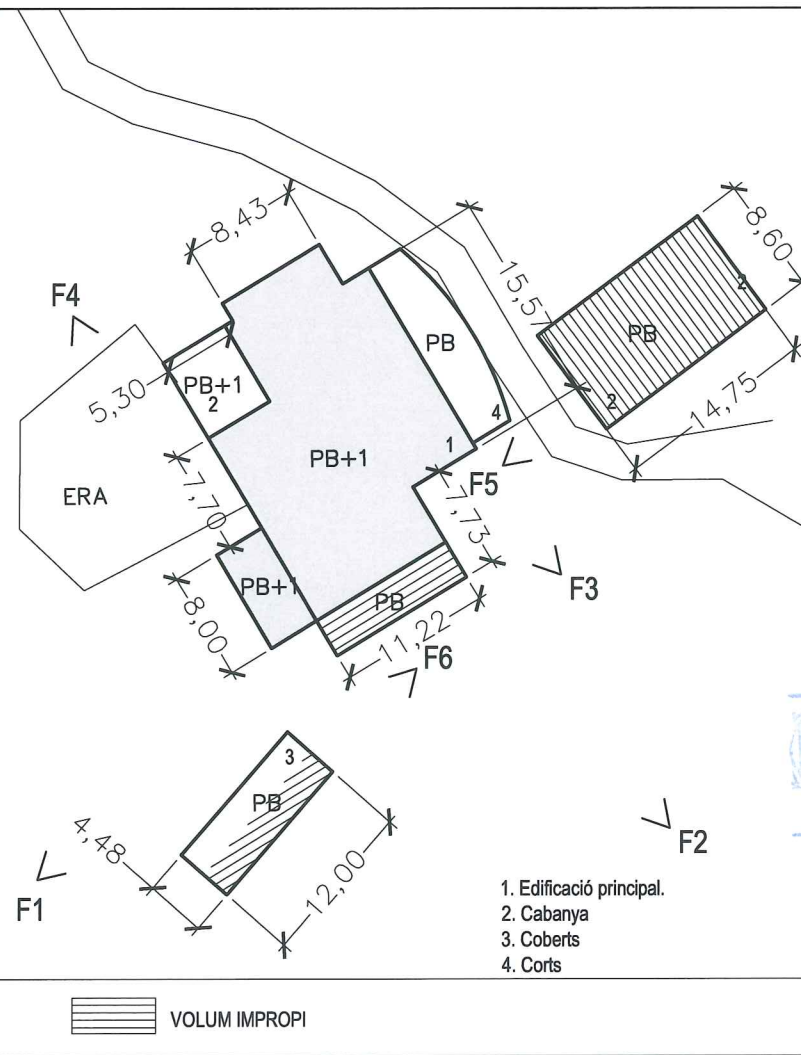 8,43
8,60
F4
15,57
PB
PB
2
PB+1
2
5,30
4
2
14,75
1
PB+1
F5
ERA
7,70
7,73
F3
PB+1
PB
8,00
11,22
F6
3
PB
4,48
F2
12,00
F1
1. Edificació principal.
2. Cabanya
3. Coberts
4. Corts
VOLUM IMPROPI